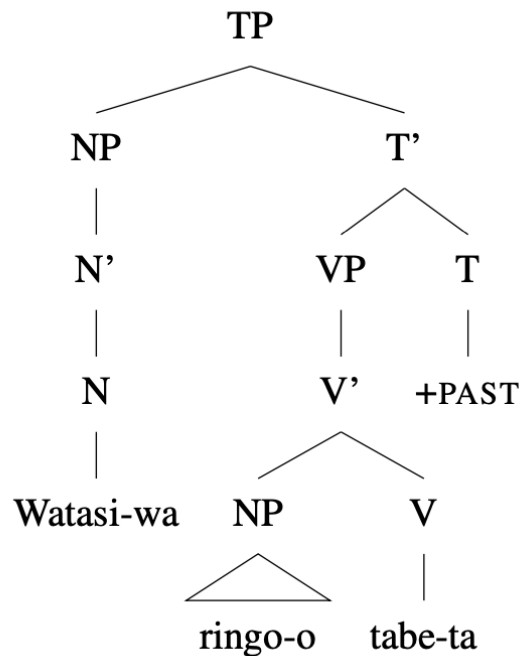 TP
NP T’
N’ VP T
N V’ +PAST
Watasi-wa NP V
ringo-o tabe-ta